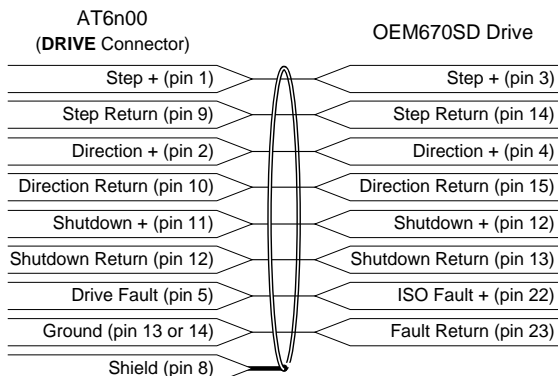 AT6n00
(DRIVE Connector)
OEM670SD Drive
Step + (pin 1)
Step + (pin 3)
Step Return (pin 9)
Step Return (pin 14)
Direction + (pin 2)
Direction + (pin 4)
Direction Return (pin 10)
Direction Return (pin 15)
Shutdown + (pin 11)
Shutdown + (pin 12)
Shutdown Return (pin 12)
Shutdown Return (pin 13)
Drive Fault (pin 5)
ISO Fault + (pin 22)
Ground (pin 13 or 14)
Fault Return (pin 23)
Shield (pin 8)